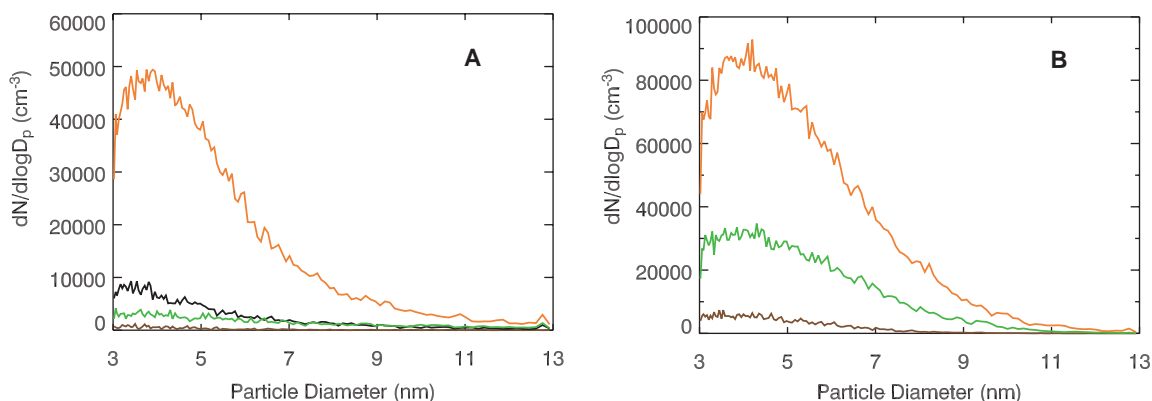 A
dN/dlogDp (cm-3)
60000
50000
40000
30000
20000
10000
0
3 5 7 9 11 13
Particle Diameter (nm)
B
dN/dlogDp (cm-3)
100000
80000
60000
40000
20000
0
3 5 7 9 11 13
Particle Diameter (nm)